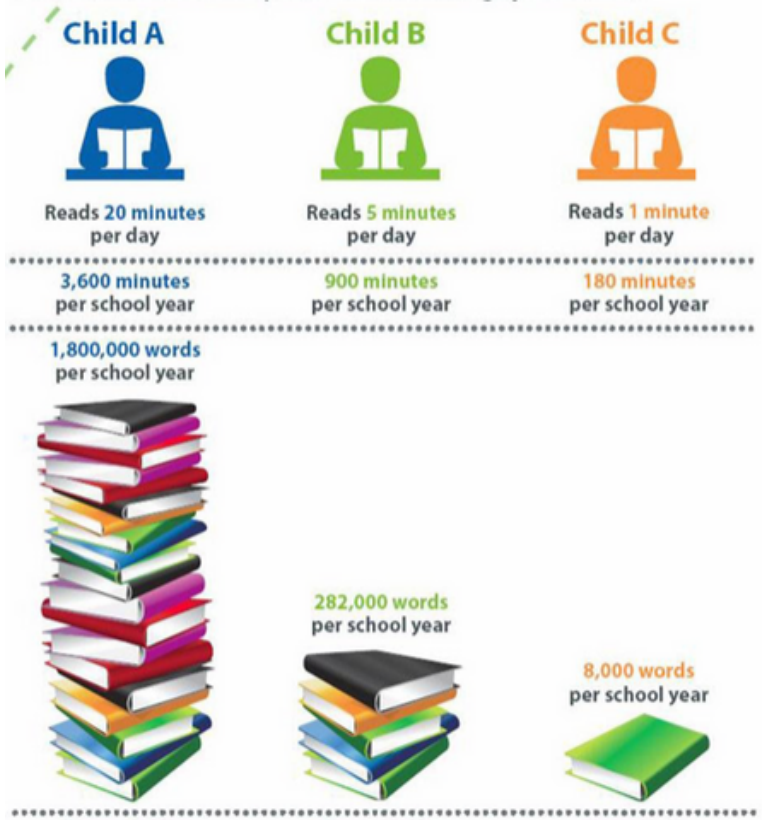 Child A
Child B
Child C
Reads 20 minutes
per day
Reads 5 minutes
per day
Reads 1 minute
per day
3,600 minutes
per school year
900 minutes
per school year
180 minutes
per school year
1,800,000 words
per school year
282,000 words
per school year
8,000 words
per school year